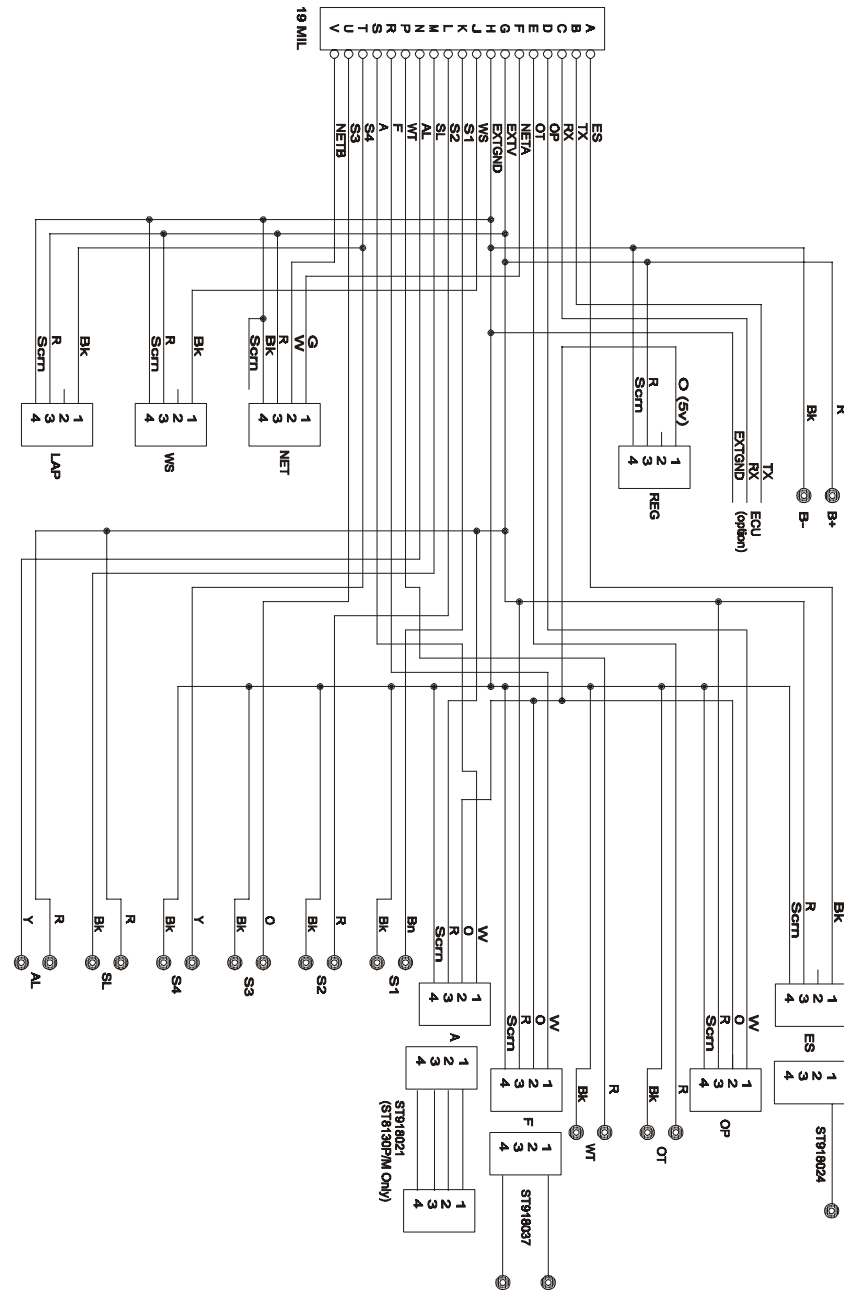 19 MIL
A ES
B TX
C RX
D OP
E OT
F NETA
G EXTV
H EXTGND
J WS
K S1
L S2
M SL
N AL
P WT
R F
S A
T S4
U S3
V NETB
R
Bk
B+
B-
TX
RX
EXTGND
ECU
(option)
O (5v)
R
Scrn
1
2
3
4
REG
G
W
R
Bk
Scrn
1
2
3
4
NET
Bk
R
Scrn
1
2
3
4
WS
Bk
R
Scrn
1
2
3
4
LAP
Bk
R
Scrn
1
2
3
4
ES
1
2
3
4
ST918024
W
O
R
Scrn
1
2
3
4
OP
R
Bk
OT
R
Bk
WT
W
O
R
Scrn
1
2
3
4
F
1
2
3
4
ST918037
W
O
R
Scrn
1
2
3
4
A
1
2
3
4
ST918021
(ST8130P/M Only)
1
2
3
4
Bn
Bk
S1
R
Bk
S2
O
Bk
S3
Y
Bk
S4
R
Bk
SL
R
Y
AL